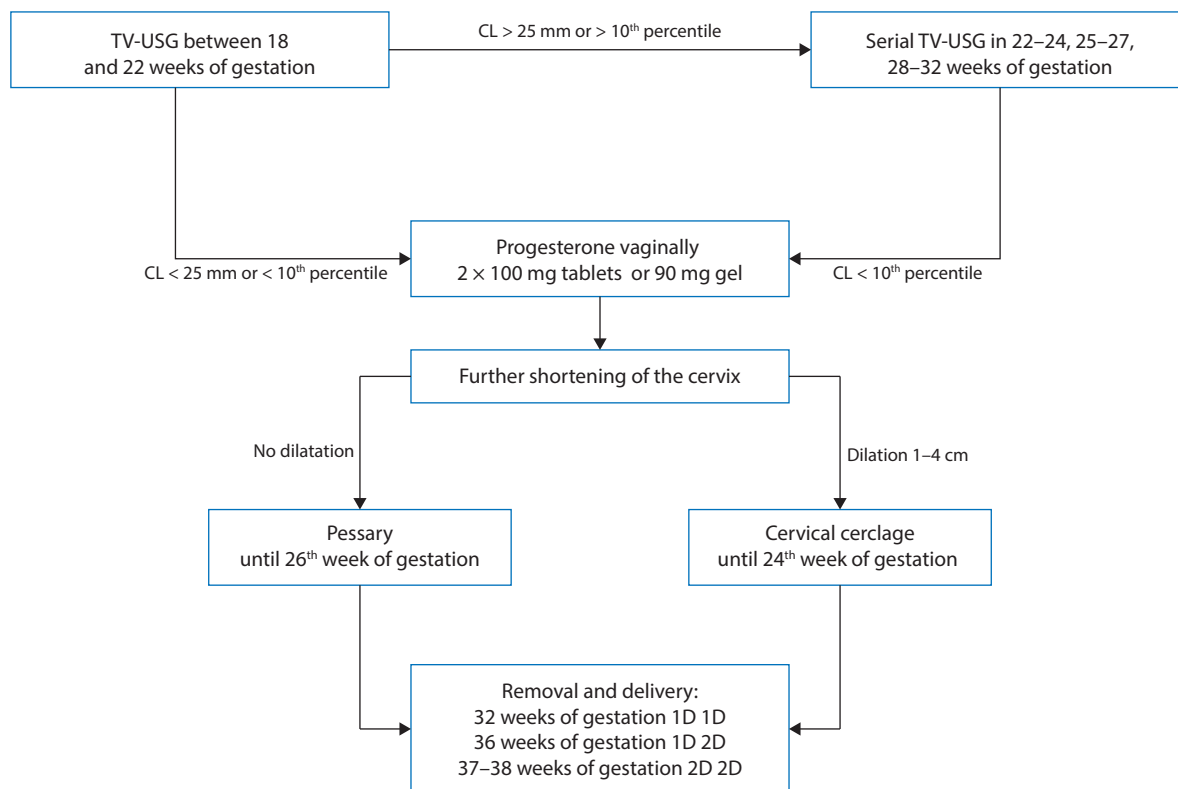 TV-USG between 18
and 22 weeks of gestation
CL > 25 mm or > 10th percentile
Serial TV-USG in 22–24, 25–27,
28–32 weeks of gestation
CL < 25 mm or < 10th percentile
Progesterone vaginally
2 × 100 mg tablets or 90 mg gel
CL < 10th percentile
Further shortening of the cervix
No dilatation
Dilation 1–4 cm
Pessary
until 26th week of gestation
Cervical cerclage
until 24th week of gestation
Removal and delivery:
32 weeks of gestation 1D 1D
36 weeks of gestation 1D 2D
37–38 weeks of gestation 2D 2D